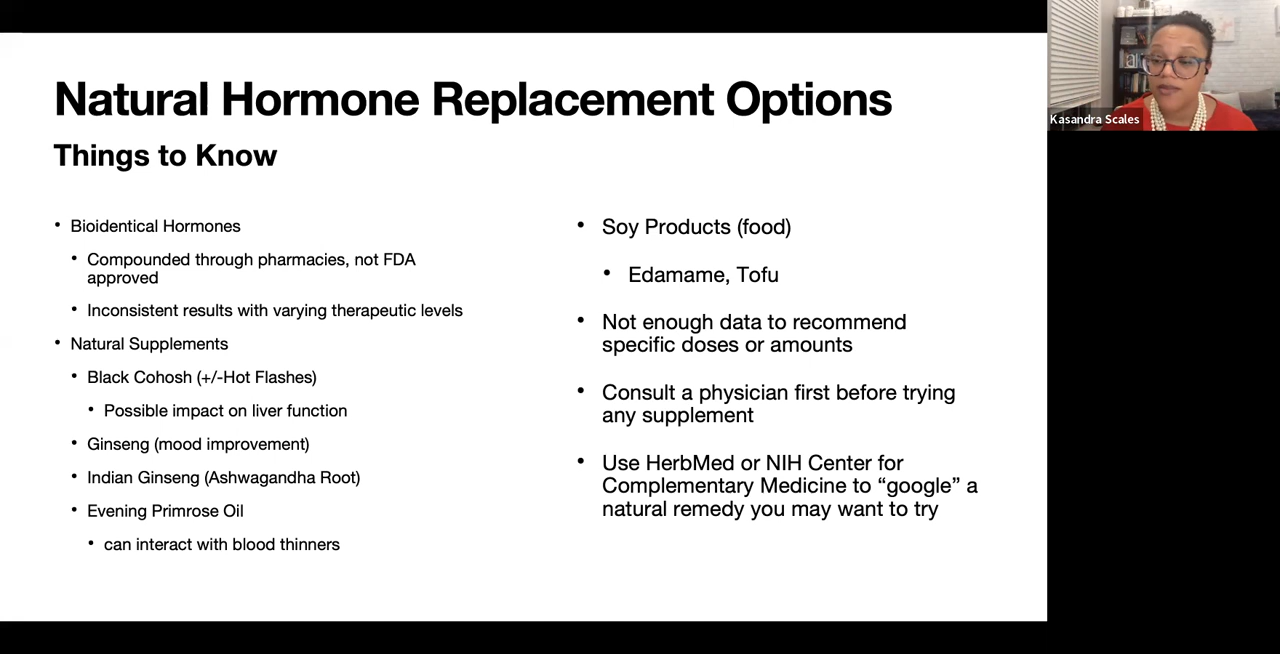 Natural Hormone Replacement Options
Things to Know
• Bioidentical Hormones
• Compounded through pharmacies, not FDA
approved
• Inconsistent results with varying therapeutic levels
• Natural Supplements
• Black Cohosh (+/-Hot Flashes)
• Possible impact on liver function
• Ginseng (mood improvement)
• Indian Ginseng (Ashwagandha Root)
• Evening Primrose Oil
• can interact with blood thinners
• Soy Products (food)
• Edamame, Tofu
• Not enough data to recommend
specific doses or amounts
• Consult a physician first before trying
any supplement
• Use HerbMed or NIH Center for
Complementary Medicine to “google” a
natural remedy you may want to try
Kasandra Scales